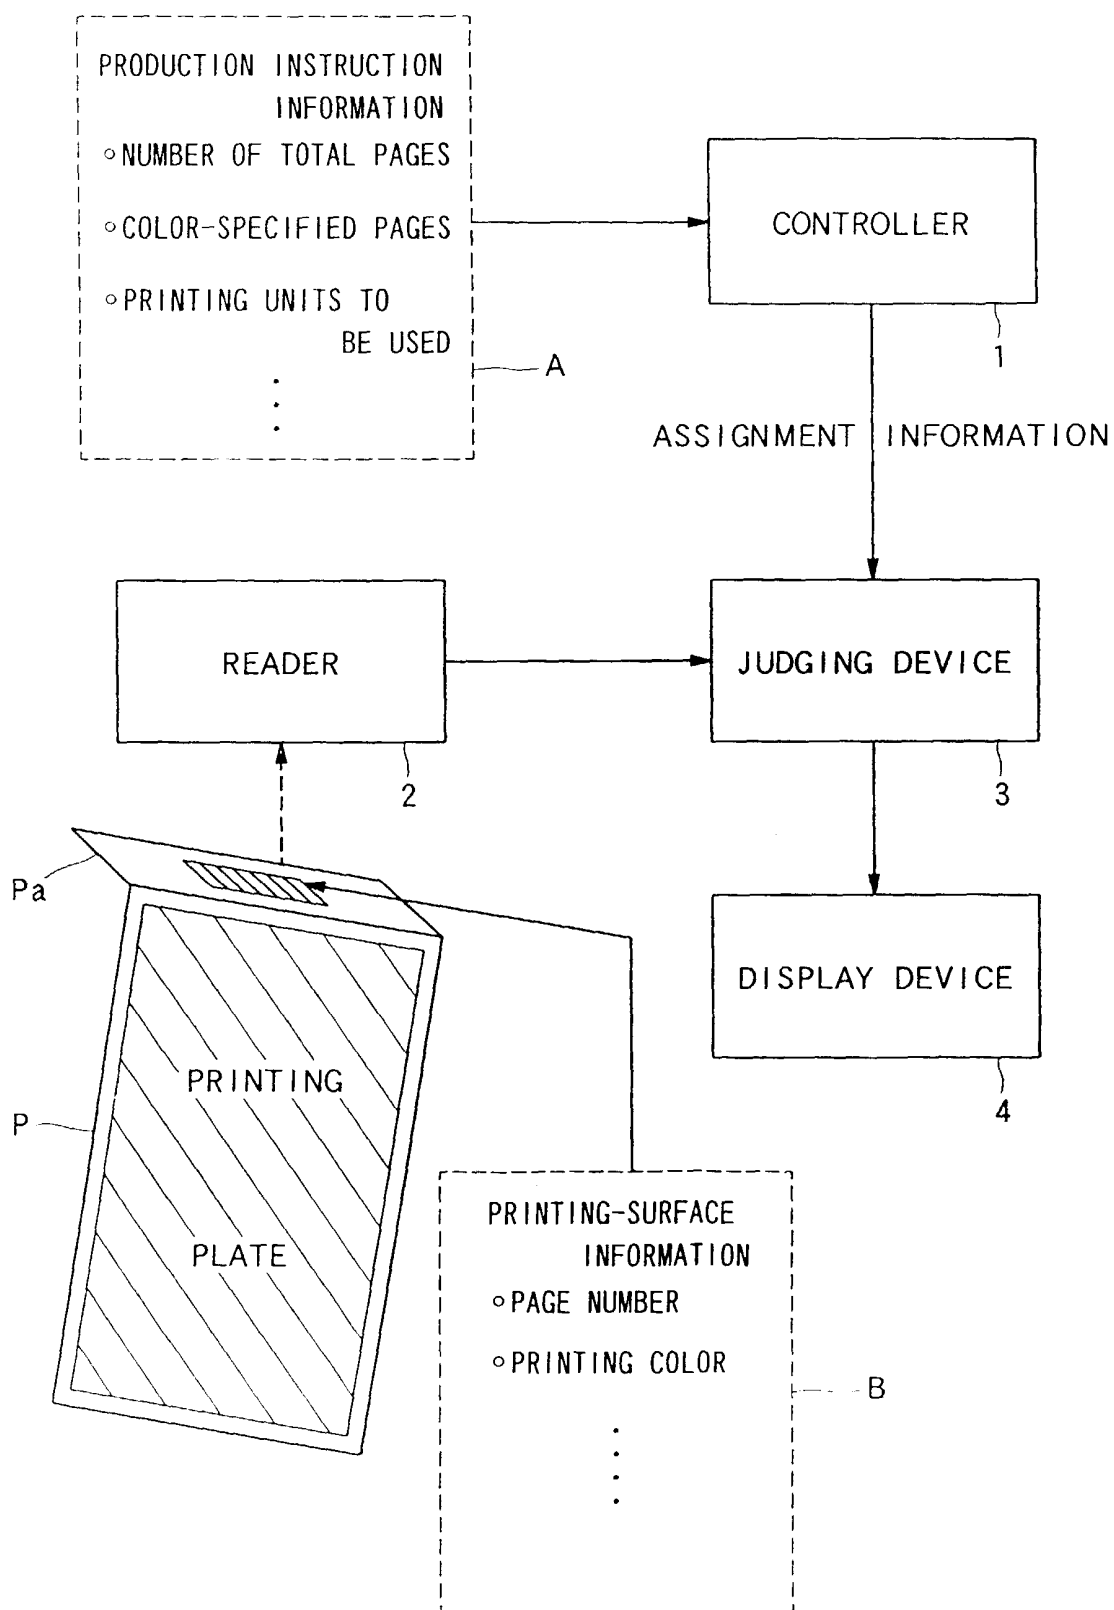 PRODUCTION INSTRUCTION
INFORMATION
○NUMBER OF TOTAL PAGES
○COLOR-SPECIFIED PAGES
○PRINTING UNITS TO
BE USED
A
CONTROLLER
1
ASSIGNMENT INFORMATION
READER
2
JUDGING DEVICE
3
Pa
DISPLAY DEVICE
4
PRINTING
P
PLATE
PRINTING-SURFACE
INFORMATION
○PAGE NUMBER
○PRINTING COLOR
B